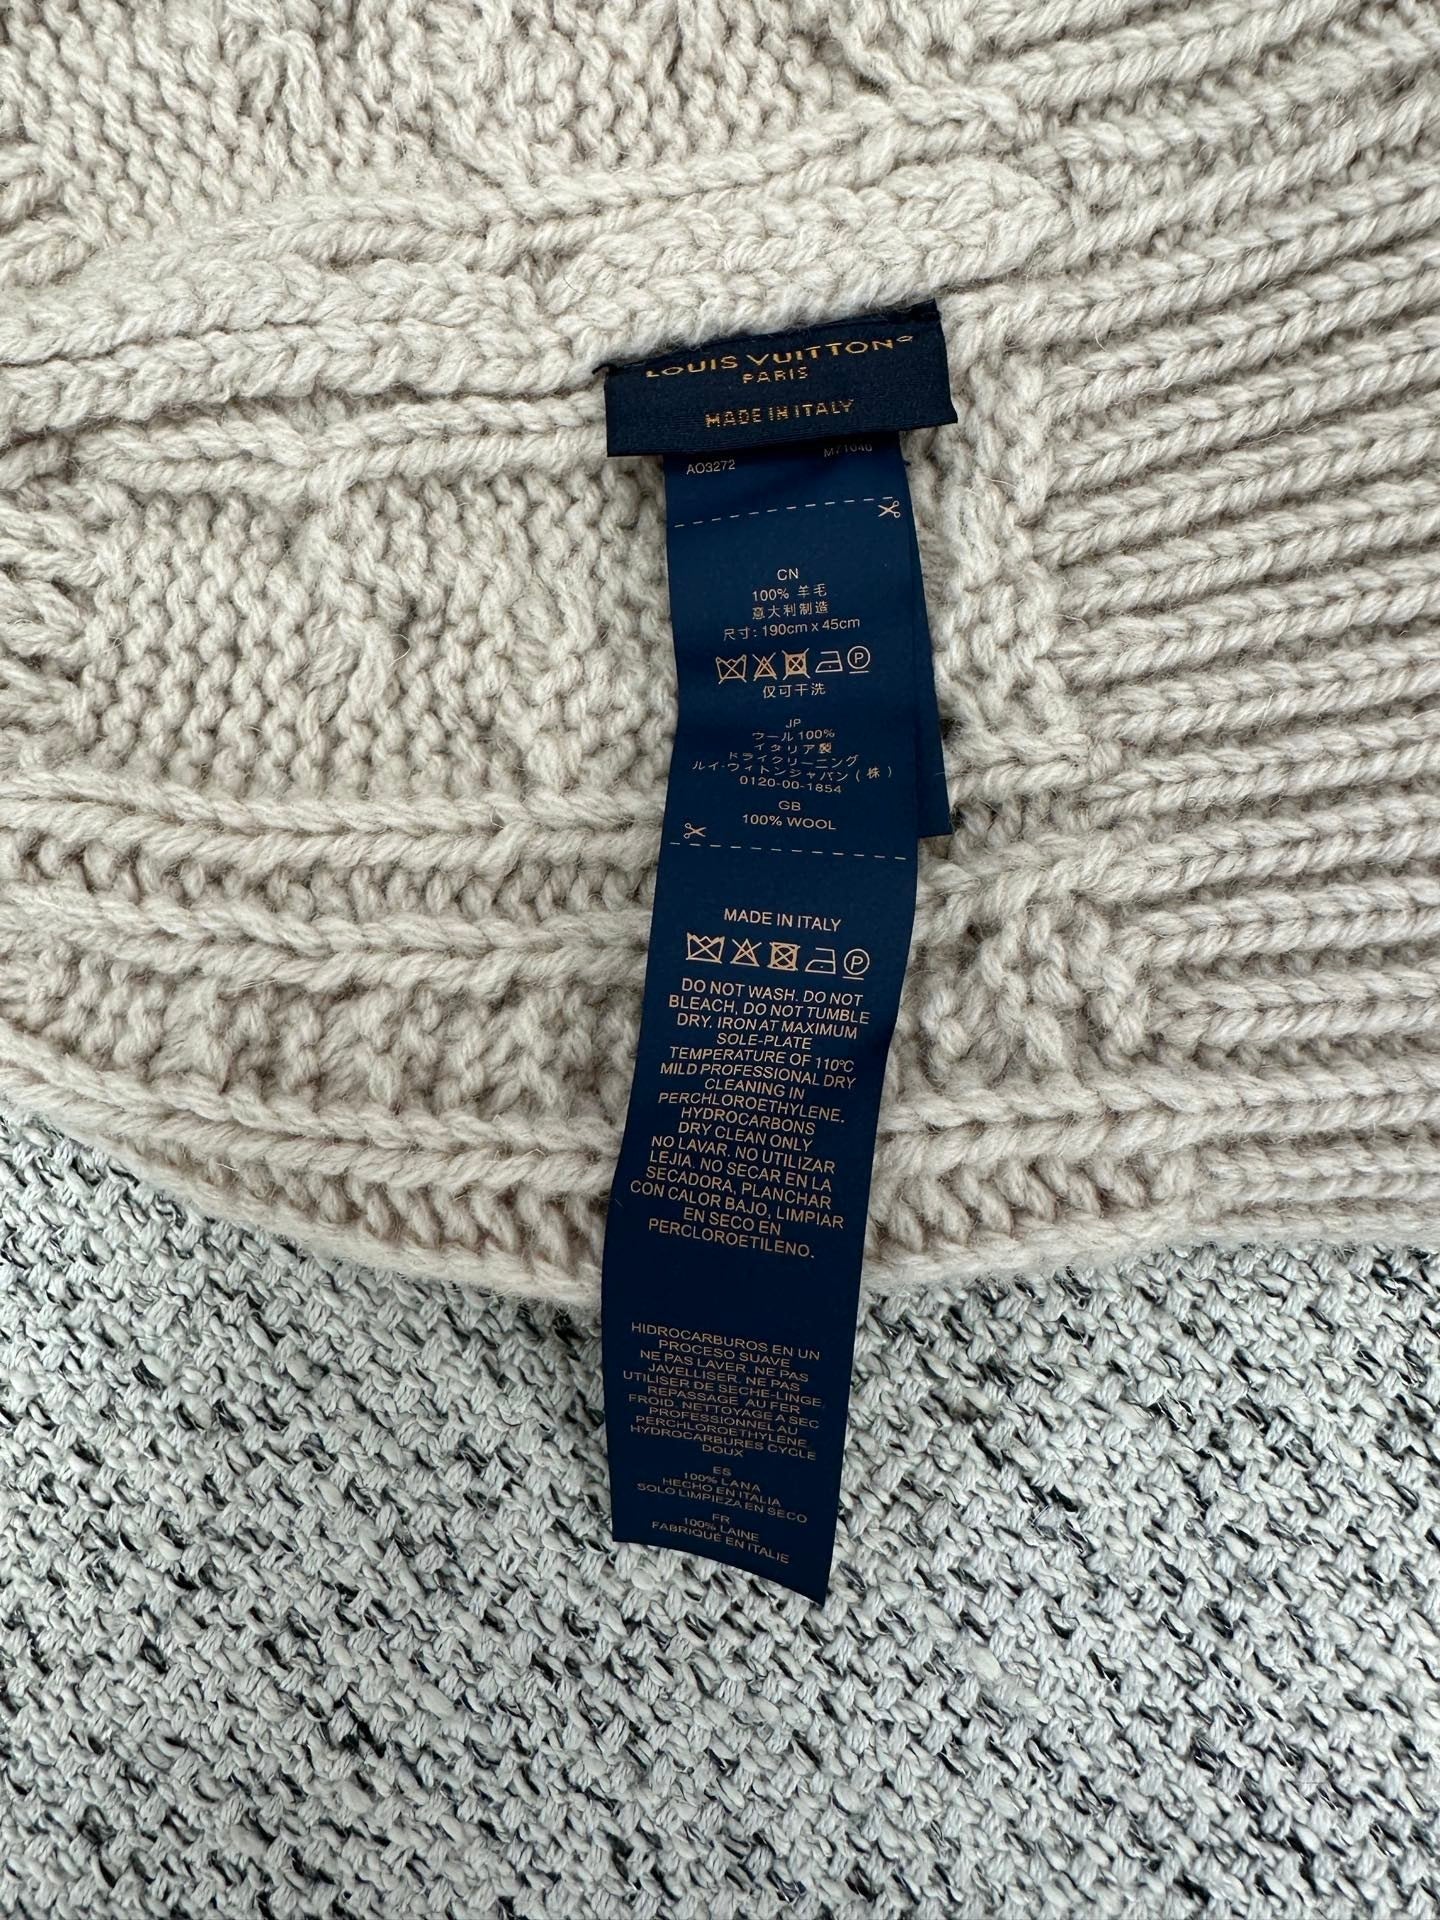 LOUIS VUITTON
PARIS
MADE IN ITALY
AO3272
M71040
CN
100% 羊毛
意大利制造
尺寸: 190cm x 45cm
仅可干洗
JP
ウール 100%
イタリア製
ドライクリーニング
ルイ・ヴィトンジャパン (株)
0120-00-1854
GB
100% WOOL
MADE IN ITALY
DO NOT WASH. DO NOT
BLEACH, DO NOT TUMBLE
DRY. IRON AT MAXIMUM
SOLE-PLATE
TEMPERATURE OF 110ºC
MILD PROFESSIONAL DRY
CLEANING IN
PERCHLOROETHYLENE.
HYDROCARBONS
DRY CLEAN ONLY
NO LAVAR. NO UTILIZAR
LEJIA. NO SECAR EN LA
SECADORA, PLANCHAR
CON CALOR BAJO, LIMPIAR
EN SECO EN
PERCLOROETILENO.
HIDROCARBUROS EN UN
PROCESO SUAVE
NE PAS LAVER. NE PAS
JAVELLISER. NE PAS
UTILISER DE SECHE-LINGE,
REPASSAGE AU FER
FROID. NETTOYAGE A SEC
PROFESSIONNEL AU
PERCHLOROETHYLENE,
HYDROCARBURES CYCLE
DOUX
ES
100% LANA
HECHO EN ITALIA
SOLO LIMPIEZA EN SECO
FR
100% LAINE
FABRIQUÉ EN ITALIE